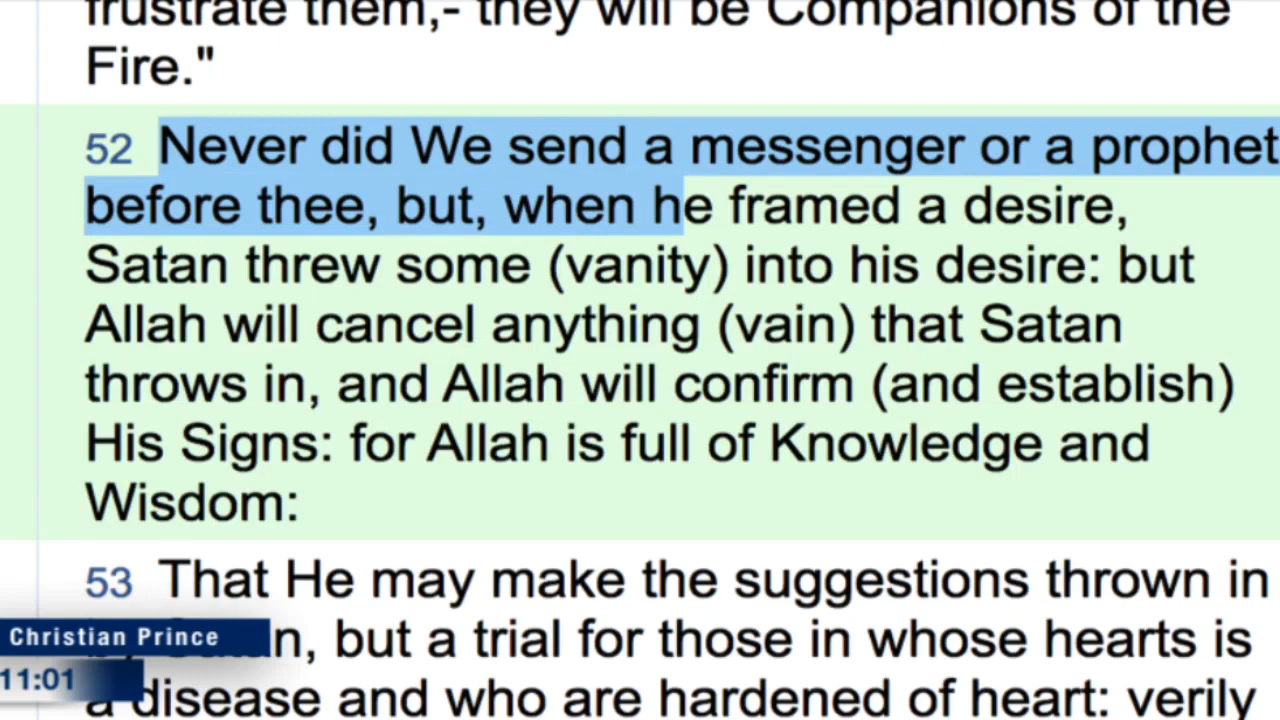 frustrate them,- they will be Companions of the
Fire."
52 Never did We send a messenger or a prophet
before thee, but, when he framed a desire,
Satan threw some (vanity) into his desire: but
Allah will cancel anything (vain) that Satan
throws in, and Allah will confirm (and establish)
His Signs: for Allah is full of Knowledge and
Wisdom:
53 That He may make the suggestions thrown in
Christian Prince
but a trial for those in whose hearts is
11:01
a disease and who are hardened of heart: verily